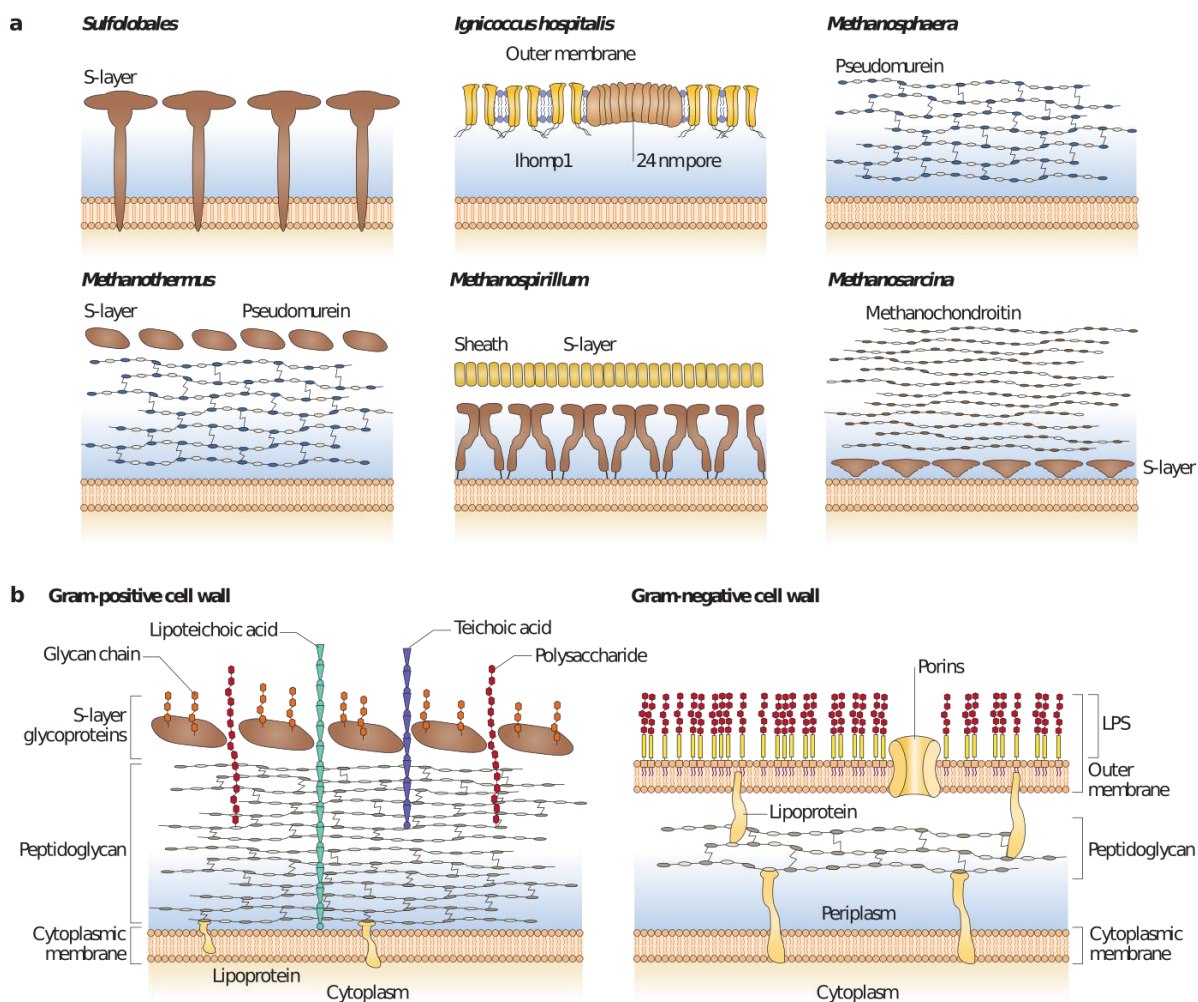 a
Sulfolobales
Ignicoccus hospitalis
Methanosphaera
S-layer
Outer membrane
Pseudomurein
Ihomp1
24 nm pore
Methanothermus
Methanospirillum
Methanosarcina
S-layer
Pseudomurein
Sheath
S-layer
Methanochondroitin
S-layer
b
Gram-positive cell wall
Gram-negative cell wall
Lipoteichoic acid
Teichoic acid
Glycan chain
Polysaccharide
S-layer
glycoproteins
Peptidoglycan
Cytoplasmic
membrane
Lipoprotein
Cytoplasm
Porins
LPS
Outer
membrane
Lipoprotein
Peptidoglycan
Periplasm
Cytoplasmic
membrane
Cytoplasm